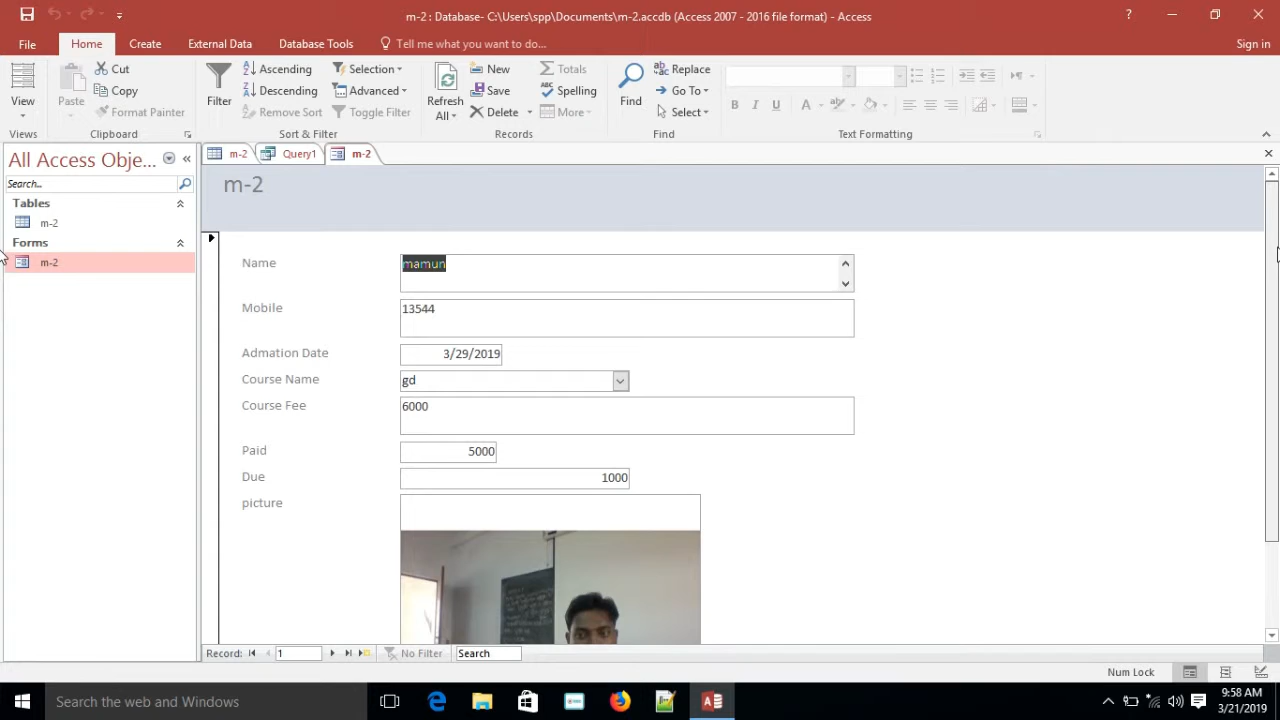 m-2 : Database- C:\Users\spp\Documents\m-2.accdb (Access 2007 - 2016 file format) - Access
?
File Home Create External Data Database Tools Tell me what you want to do... Sign in
View
Views
Paste
Cut
Copy
Format Painter
Clipboard
Filter
Ascending
Descending
Remove Sort
Selection
Advanced
Toggle Filter
Sort & Filter
Refresh
All
New
Save
Delete
Totals
Spelling
More
Records
Find
Replace
Go To
Select
Find
B I U A
Text Formatting
All Access Obje...
Search...
Tables
m-2
Forms
m-2
m-2 Query1 m-2
m-2
Name mamun
Mobile 13544
Admation Date 3/29/2019
Course Name gd
Course Fee 6000
Paid 5000
Due 1000
picture
Record: 1 No Filter Search
Num Lock
Search the web and Windows
9:58 AM
3/21/2019